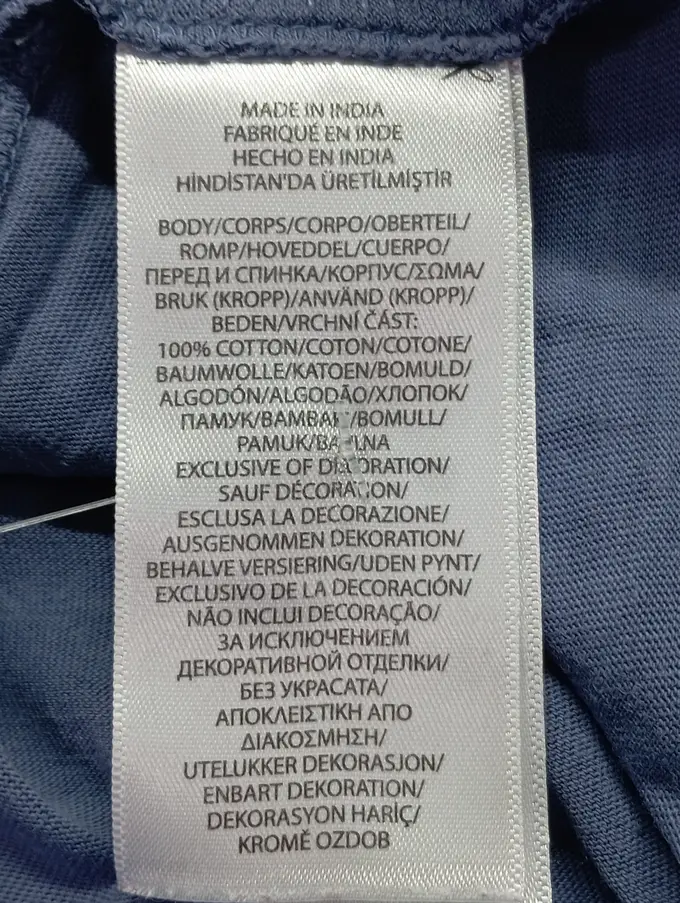 MADE IN INDIA
FABRIQUÉ EN INDE
HECHO EN INDIA
HİNDİSTAN'DA ÜRETİLMİŞTİR
BODY/CORPS/CORPO/OBERTEIL/
ROMP/HOVEDDEL/CUERPO/
ПЕРЕД И СПИНКА/КОРПУС/ΣΩΜΑ/
BRUK (KROPP)/ANVÄND (KROPP)/
BEDEN/VRCHNÍ ČÁST:
100% COTTON/COTON/COTONE/
BAUMWOLLE/KATOEN/BOMULD/
ALGODÓN/ALGODÃO/ХЛОПОК/
ПАМУК/ΒΑΜΒΑΚΙ/BOMULL/
PAMUK/BAVLNA
EXCLUSIVE OF DECORATION/
SAUF DÉCORATION/
ESCLUSA LA DECORAZIONE/
AUSGENOMMEN DEKORATION/
BEHALVE VERSIERING/UDEN PYNT/
EXCLUSIVO DE LA DECORACIÓN/
NÃO INCLUI DECORAÇÃO/
ЗА ИСКЛЮЧЕНИЕМ
ДЕКОРАТИВНОЙ ОТДЕЛКИ/
БЕЗ УКРАСАТА/
ΑΠΟΚΛΕΙΣΤΙΚΗ ΑΠΟ
ΔΙΑΚΟΣΜΗΣΗ/
UTELUKKER DEKORASJON/
ENBART DEKORATION/
DEKORASYON HARİÇ/
KROMĚ OZDOB